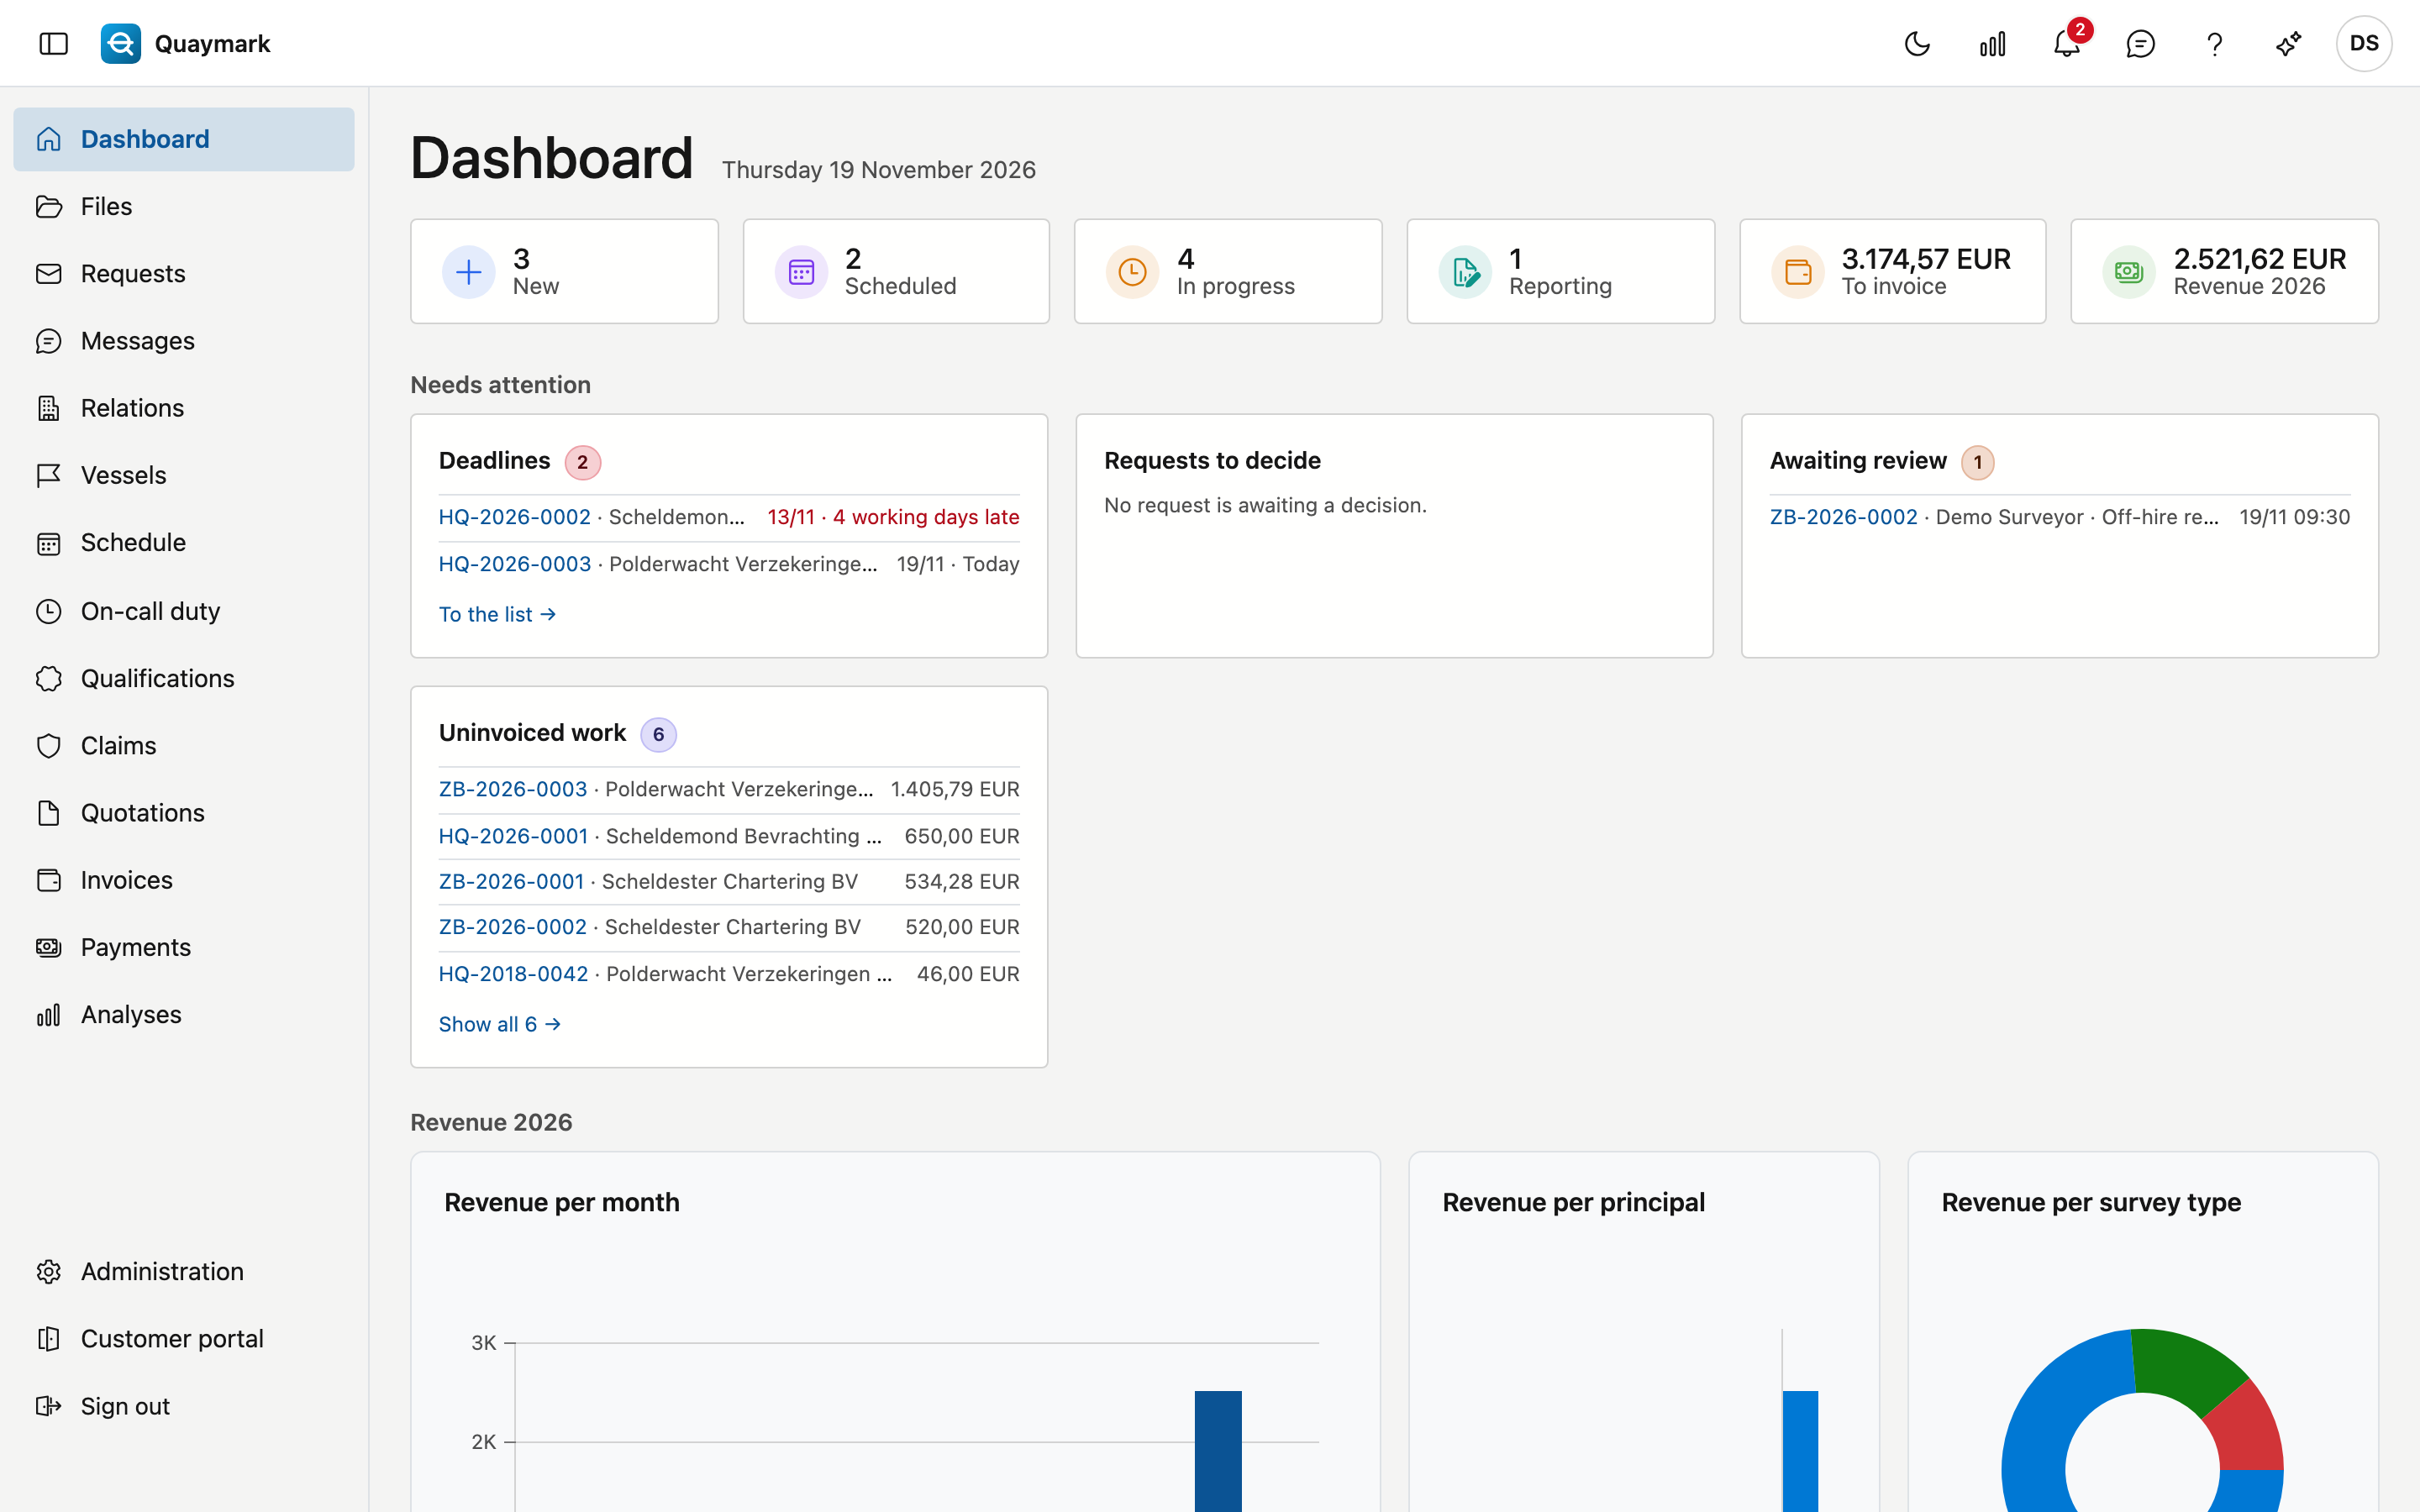 Quaymark
2
DS
Dashboard
Files
Requests
Messages
Relations
Vessels
Schedule
On-call duty
Qualifications
Claims
Quotations
Invoices
Payments
Analyses
Administration
Customer portal
Sign out
Dashboard Thursday 19 November 2026
3
New
2
Scheduled
4
In progress
1
Reporting
3.174,57 EUR
To invoice
2.521,62 EUR
Revenue 2026
Needs attention
Deadlines 2
HQ-2026-0002 · Scheldemon... 13/11 · 4 working days late
HQ-2026-0003 · Polderwacht Verzekeringe... 19/11 · Today
To the list →
Requests to decide
No request is awaiting a decision.
Awaiting review 1
ZB-2026-0002 · Demo Surveyor · Off-hire re... 19/11 09:30
Uninvoiced work 6
ZB-2026-0003 · Polderwacht Verzekeringe... 1.405,79 EUR
HQ-2026-0001 · Scheldemond Bevrachting ... 650,00 EUR
ZB-2026-0001 · Scheldester Chartering BV 534,28 EUR
ZB-2026-0002 · Scheldester Chartering BV 520,00 EUR
HQ-2018-0042 · Polderwacht Verzekeringen ... 46,00 EUR
Show all 6 →
Revenue 2026
Revenue per month
3K
2K
Revenue per principal
Revenue per survey type